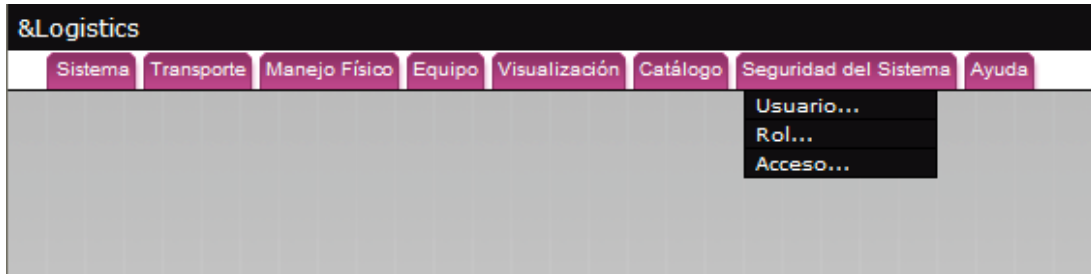 &Logistics
Sistema Transporte Manejo Físico Equipo Visualización Catálogo Seguridad del Sistema Ayuda
Usuario...
Rol...
Acceso...